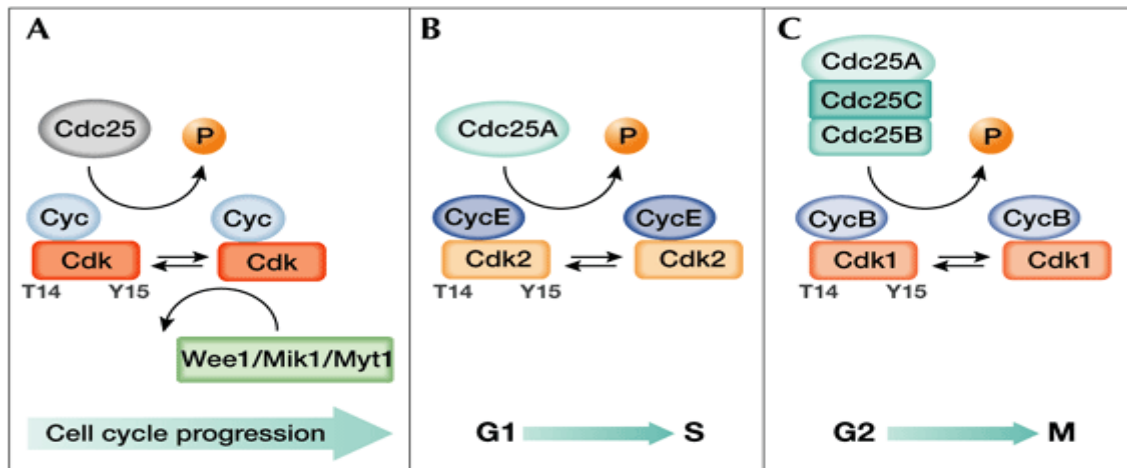 A
Cdc25
P
Cyc
Cyc
Cdk
Cdk
T14
Y15
Wee1/Mik1/Myt1
Cell cycle progression
B
Cdc25A
P
CycE
CycE
Cdk2
Cdk2
T14
Y15
G1
S
C
Cdc25A
Cdc25C
Cdc25B
P
CycB
CycB
Cdk1
Cdk1
T14
Y15
G2
M